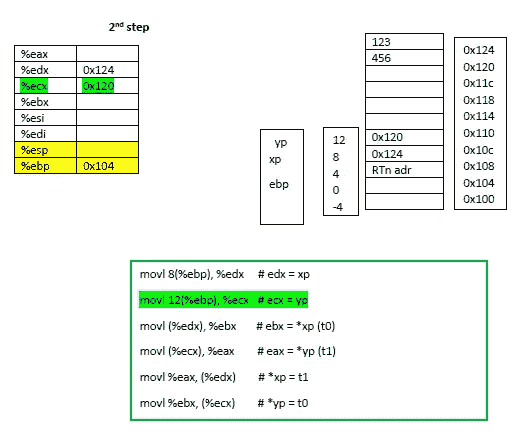 2nd step
%eax
%edx 0x124
%ecx 0x120
%ebx
%esi
%edi
%esp
%ebp 0x104
yp
xp
ebp
12
8
4
0
-4
123
456
0x120
0x124
RTn adr
0x124
0x120
0x11c
0x118
0x114
0x110
0x10c
0x108
0x104
0x100
movl 8(%ebp), %edx # edx = xp
movl 12(%ebp), %ecx # ecx = yp
movl (%edx), %ebx # ebx = *xp (t0)
movl (%ecx), %eax # eax = *yp (t1)
movl %eax, (%edx) # *xp = t1
movl %ebx, (%ecx) # *yp = t0